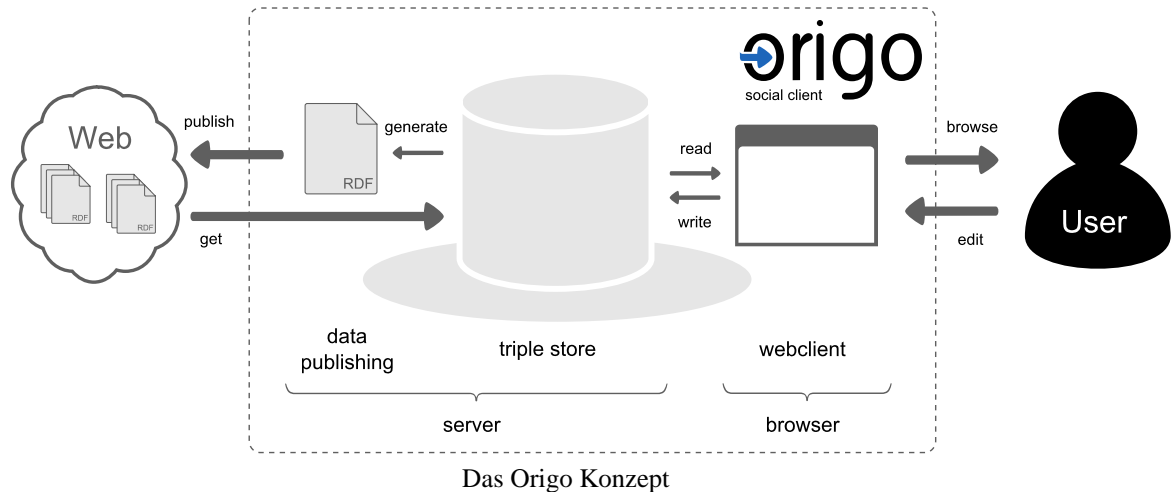 origo
social client
Web
RDF
RDF
publish
RDF
generate
get
read
write
browse
edit
User
data
publishing
triple store
webclient
server
browser
Das Origo Konzept